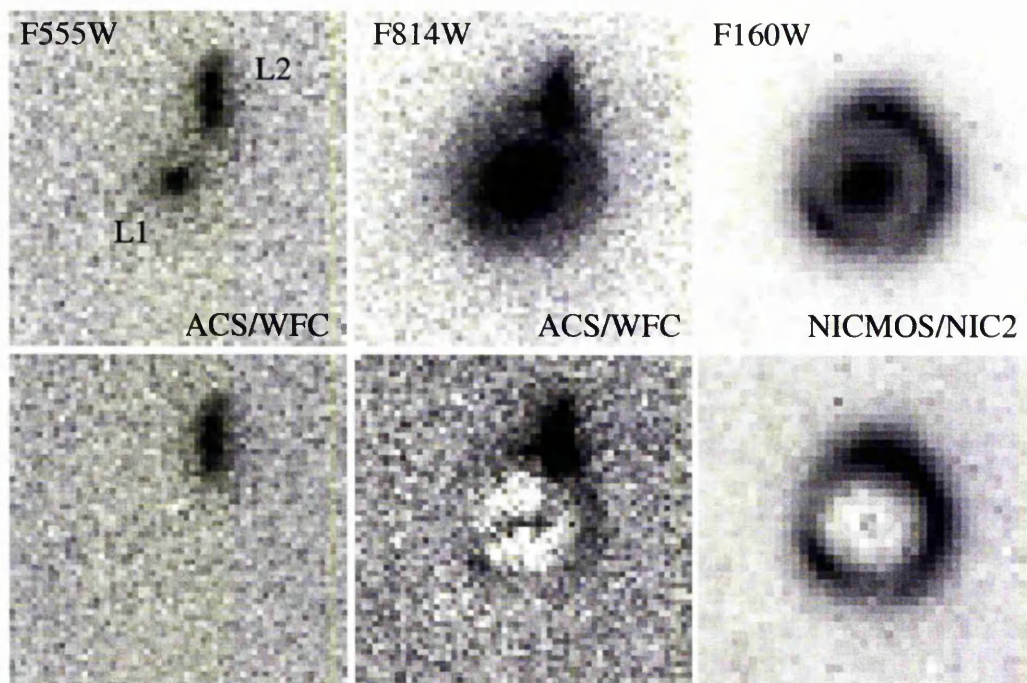 F555W
L2
L1
ACS/WFC
F814W
ACS/WFC
F160W
NICMOS/NIC2